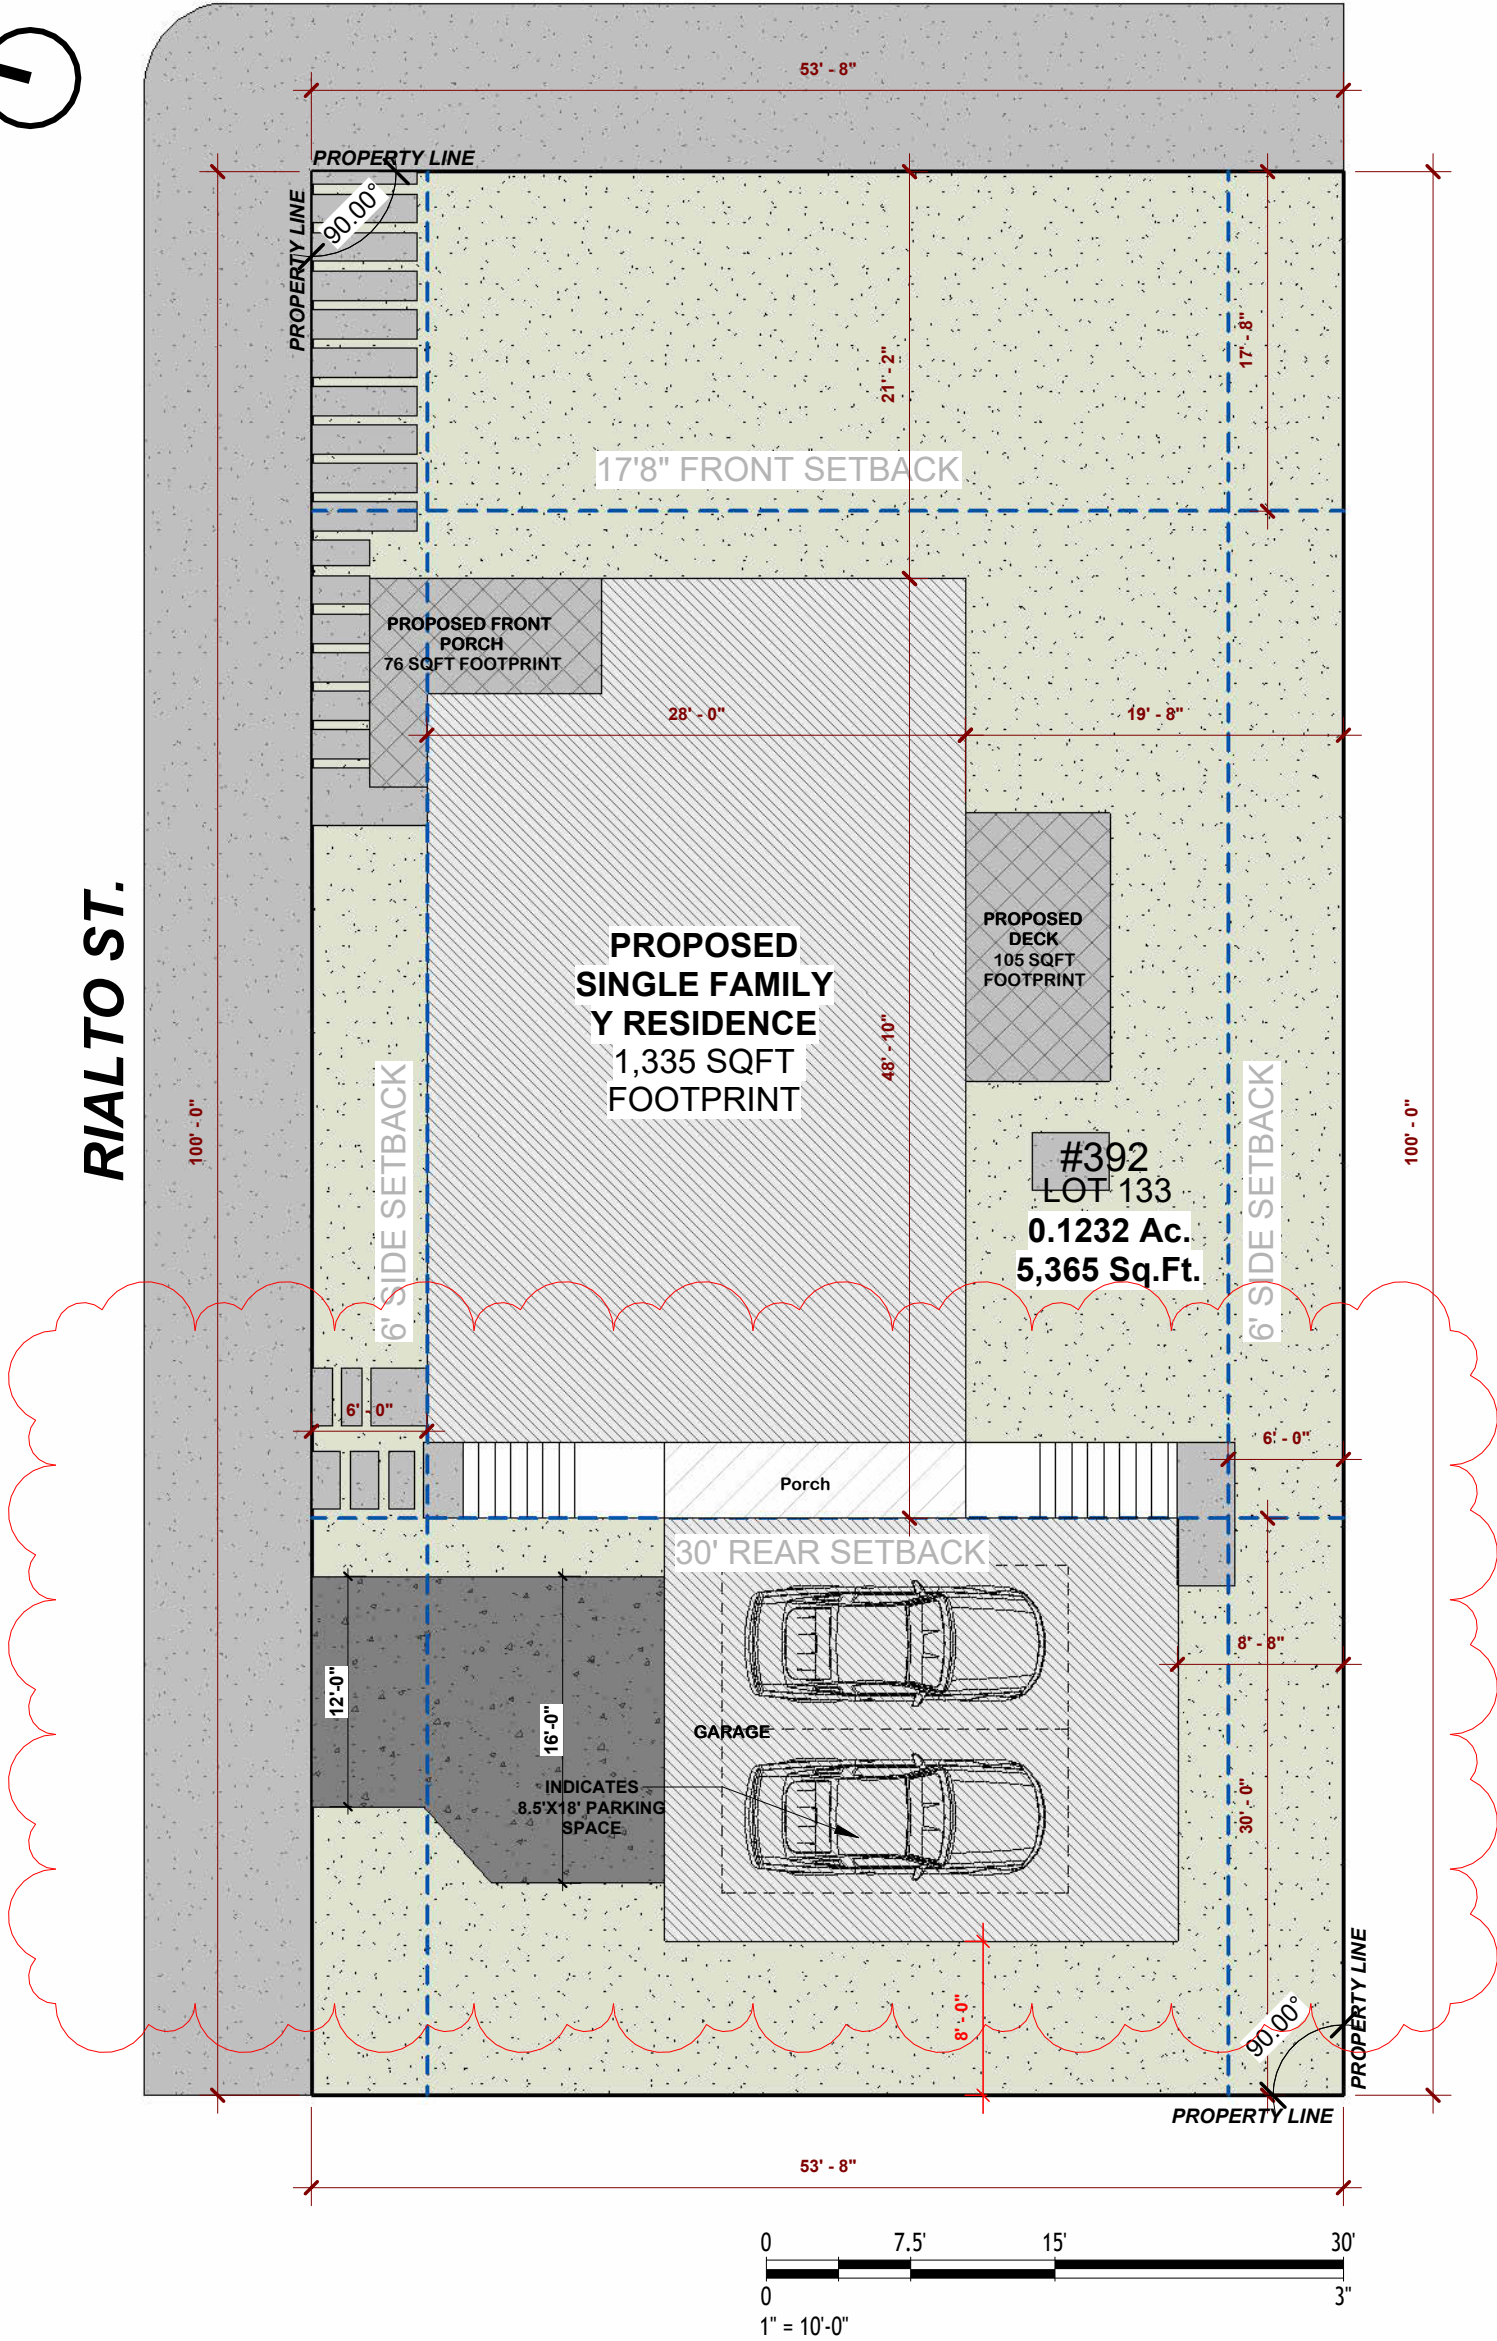 53' - 8"
PROPERTY LINE
PROPERTY LINE
90.00°
21' - 2"
17' - 8"
17'8" FRONT SETBACK
PROPOSED FRONT
PORCH
76 SQFT FOOTPRINT
28' - 0"
19' - 8"
RIALTO ST.
100' - 0"
PROPOSED
SINGLE FAMILY
Y RESIDENCE
1,335 SQFT
FOOTPRINT
48' - 10"
PROPOSED
DECK
105 SQFT
FOOTPRINT
100' - 0"
6' SIDE SETBACK
#392
LOT 133
0.1232 Ac.
5,365 Sq.Ft.
6' SIDE SETBACK
6' - 0"
6' - 0"
Porch
30' REAR SETBACK
12'-0"
16'-0"
GARAGE
INDICATES
8.5'X18' PARKING
SPACE
8' - 8"
30' - 0"
8' - 0"
90.00°
PROPERTY LINE
PROPERTY LINE
53' - 8"
0 7.5' 15' 30'
0 3"
1" = 10'-0"